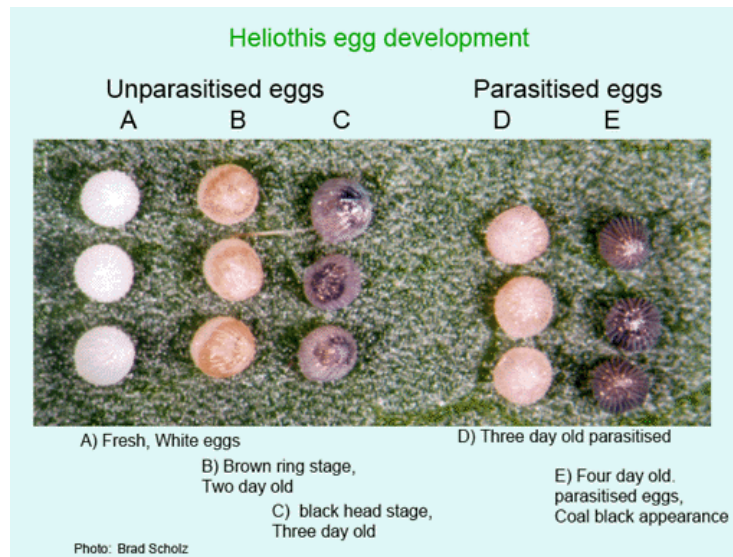 Heliothis egg development
Unparasitised eggs
Parasitised eggs
A
B
C
D
E
A) Fresh, White eggs
B) Brown ring stage,
Two day old
C) black head stage,
Three day old
D) Three day old parasitised
E) Four day old.
parasitised eggs,
Coal black appearance
Photo: Brad Scholz